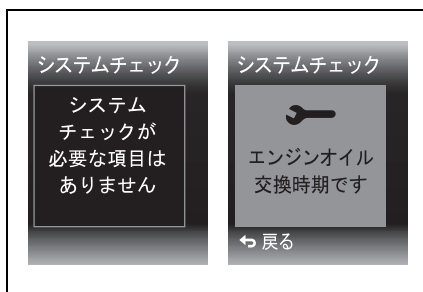 システムチェック
システム
チェックが
必要な項目は
ありません
システムチェック
エンジンオイル
交換時期です
戻る